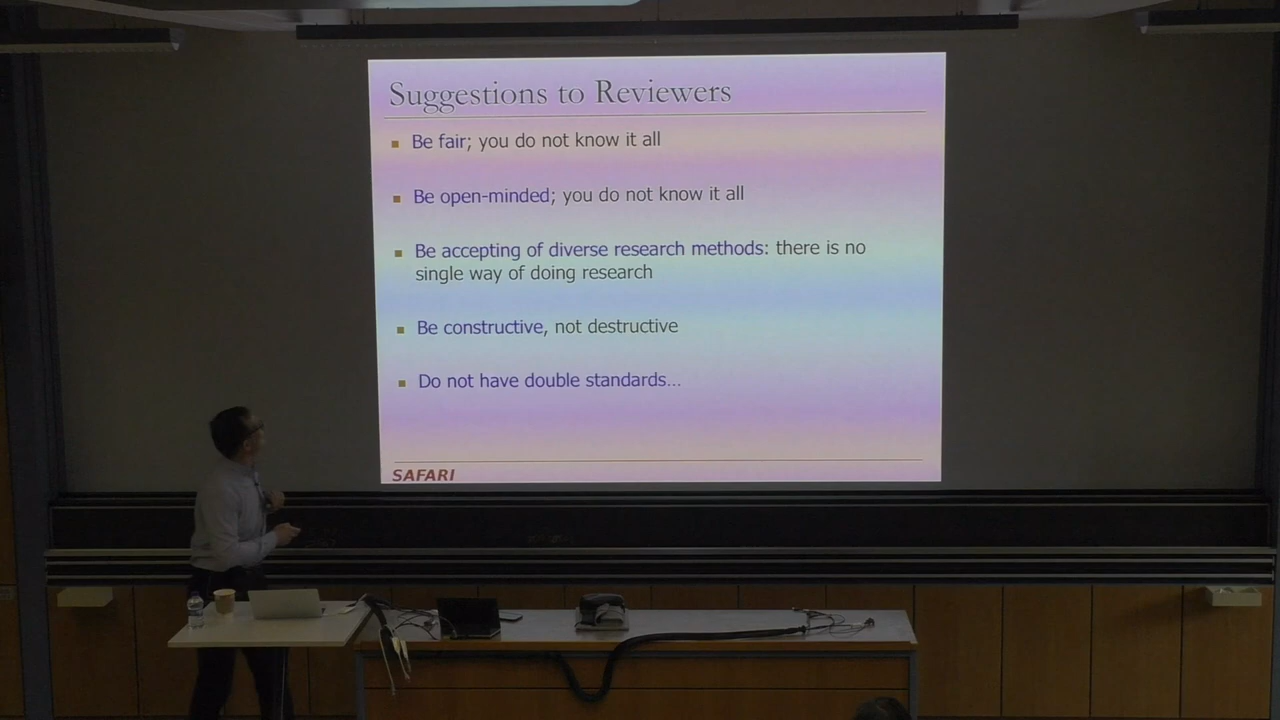 Suggestions to Reviewers
Be fair; you do not know it all
Be open-minded; you do not know it all
Be accepting of diverse research methods: there is no
single way of doing research
Be constructive, not destructive
Do not have double standards…
SAFARI